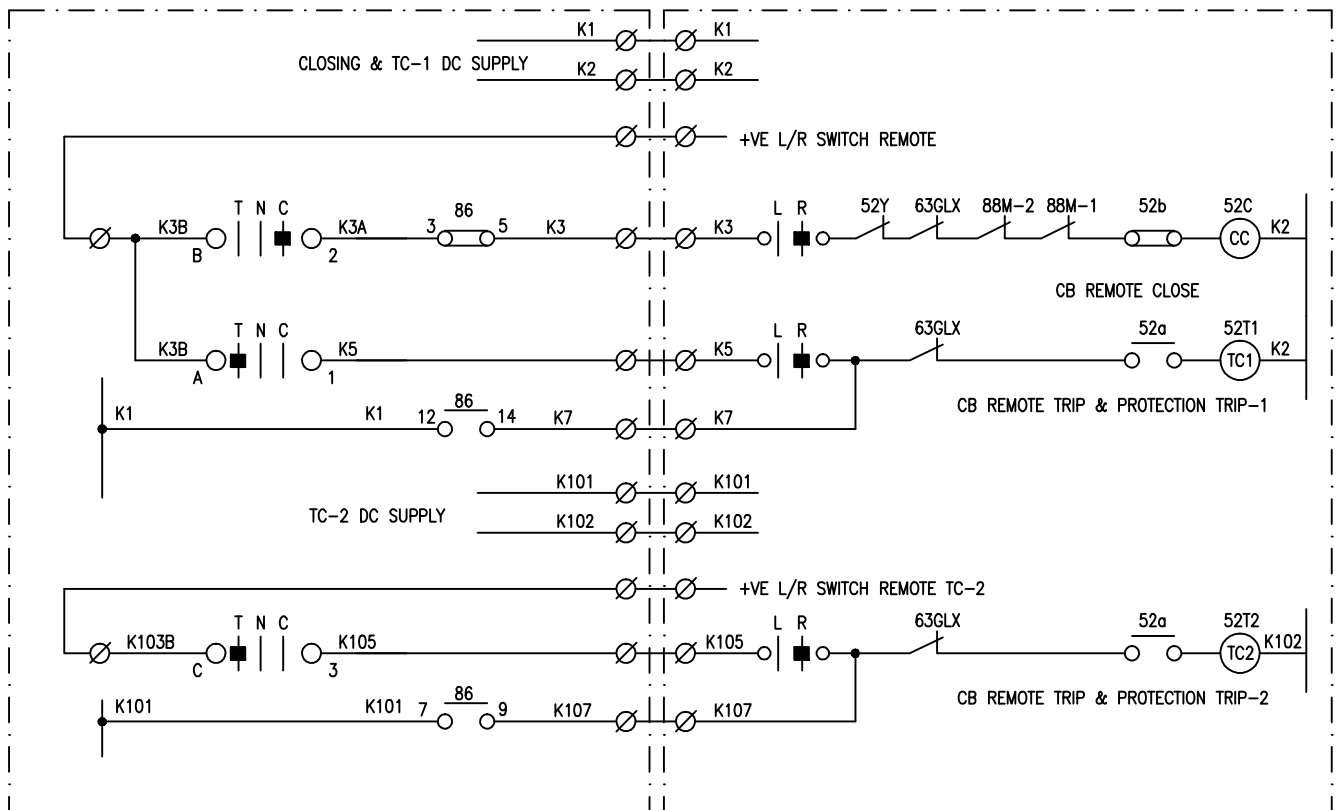 K1 K1
CLOSING & TC-1 DC SUPPLY
K2 K2
+VE L/R SWITCH REMOTE
T N C 86 L R 52Y 63GLX 88M-2 88M-1 52b 52C
K3B K3A 3 5 K3 K3 CC K2
B 2
CB REMOTE CLOSE
T N C L R 63GLX 52a 52T1
K3B K5 K5 TC1 K2
A 1
K1 K1 12 86 14 K7 K7
CB REMOTE TRIP & PROTECTION TRIP-1
K101 K101
TC-2 DC SUPPLY
K102 K102
+VE L/R SWITCH REMOTE TC-2
T N C L R 63GLX 52a 52T2
K103B K105 K105 TC2 K102
C 3
K101 K101 7 86 9 K107 K107
CB REMOTE TRIP & PROTECTION TRIP-2